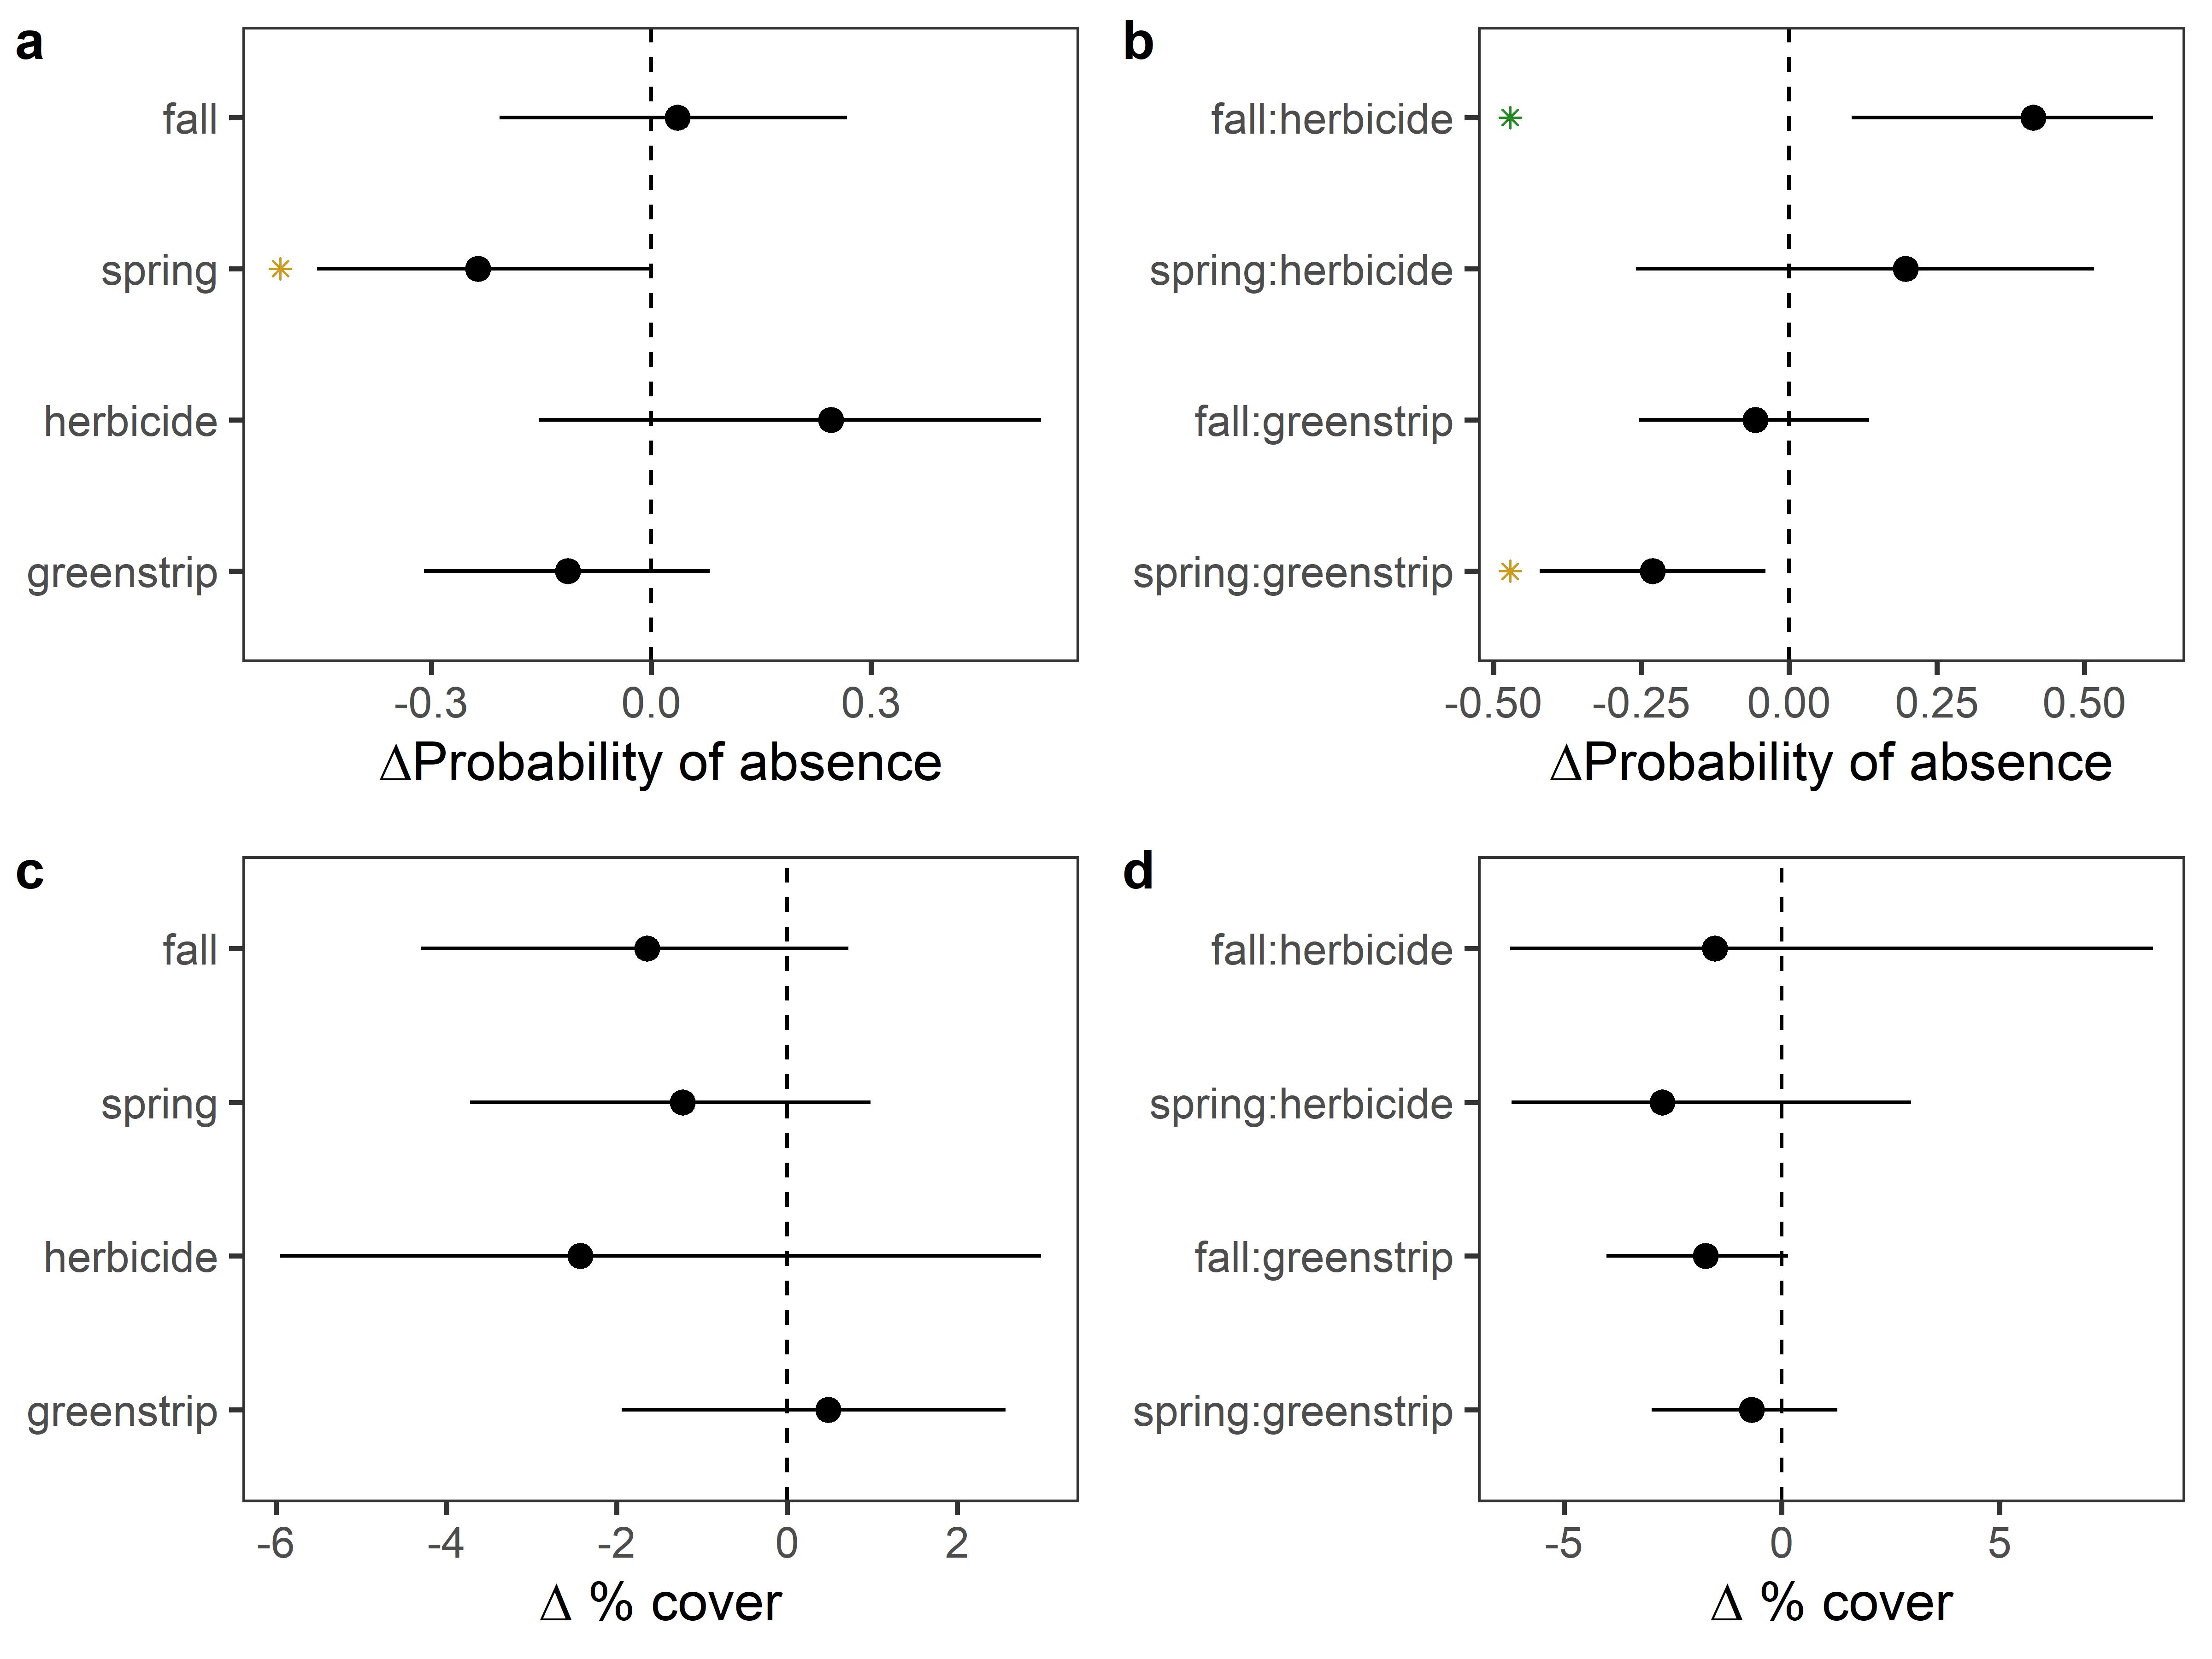 a
fall
spring
herbicide
greenstrip
-0.3 0.0 0.3
ΔProbability of absence
b
fall:herbicide
spring:herbicide
fall:greenstrip
spring:greenstrip
-0.50 -0.25 0.00 0.25 0.50
ΔProbability of absence
c
fall
spring
herbicide
greenstrip
-6 -4 -2 0 2
Δ % cover
d
fall:herbicide
spring:herbicide
fall:greenstrip
spring:greenstrip
-5 0 5
Δ % cover